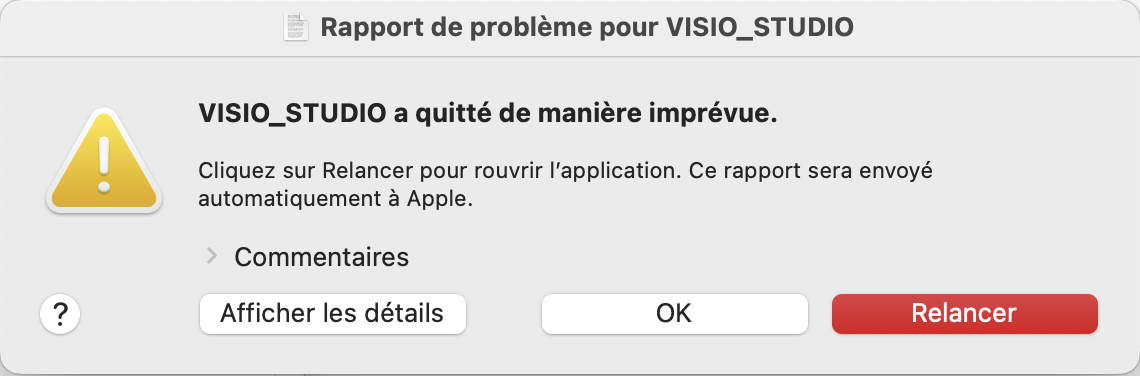 Rapport de problème pour VISIO_STUDIO
VISIO_STUDIO a quitté de manière imprévue.
Cliquez sur Relancer pour rouvrir l’application. Ce rapport sera envoyé
automatiquement à Apple.
Commentaires
? Afficher les détails OK Relancer